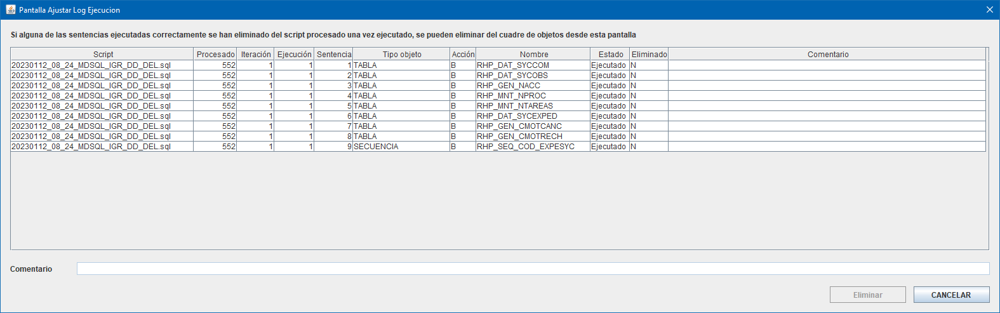 Pantalla Ajustar Log Ejecucion
Si alguna de las sentencias ejecutadas correctamente se han eliminado del script procesado una vez ejecutado, se pueden eliminar del cuadre de objetos desde esta pantalla
Script Procesado Iteración Ejecución Sentencia Tipo objeto Acción Nombre Estado Eliminado Comentario
20230112_08_24_MDSQL_IGR_DD_DEL.sql 552 1 1 1 TABLA B RHP_DAT_SYCCOM Ejecutado N
20230112_08_24_MDSQL_IGR_DD_DEL.sql 552 1 1 2 TABLA B RHP_DAT_SYCOBS Ejecutado N
20230112_08_24_MDSQL_IGR_DD_DEL.sql 552 1 1 3 TABLA B RHP_GEN_NACC Ejecutado N
20230112_08_24_MDSQL_IGR_DD_DEL.sql 552 1 1 4 TABLA B RHP_MNT_NPROC Ejecutado N
20230112_08_24_MDSQL_IGR_DD_DEL.sql 552 1 1 5 TABLA B RHP_MNT_NTAREAS Ejecutado N
20230112_08_24_MDSQL_IGR_DD_DEL.sql 552 1 1 6 TABLA B RHP_DAT_SYCEXPED Ejecutado N
20230112_08_24_MDSQL_IGR_DD_DEL.sql 552 1 1 7 TABLA B RHP_GEN_CMOTCANC Ejecutado N
20230112_08_24_MDSQL_IGR_DD_DEL.sql 552 1 1 8 TABLA B RHP_GEN_CMOTRECH Ejecutado N
20230112_08_24_MDSQL_IGR_DD_DEL.sql 552 1 1 9 SECUENCIA B RHP_SEQ_COD_EXPESYC Ejecutado N
Comentario
Eliminar CANCELAR